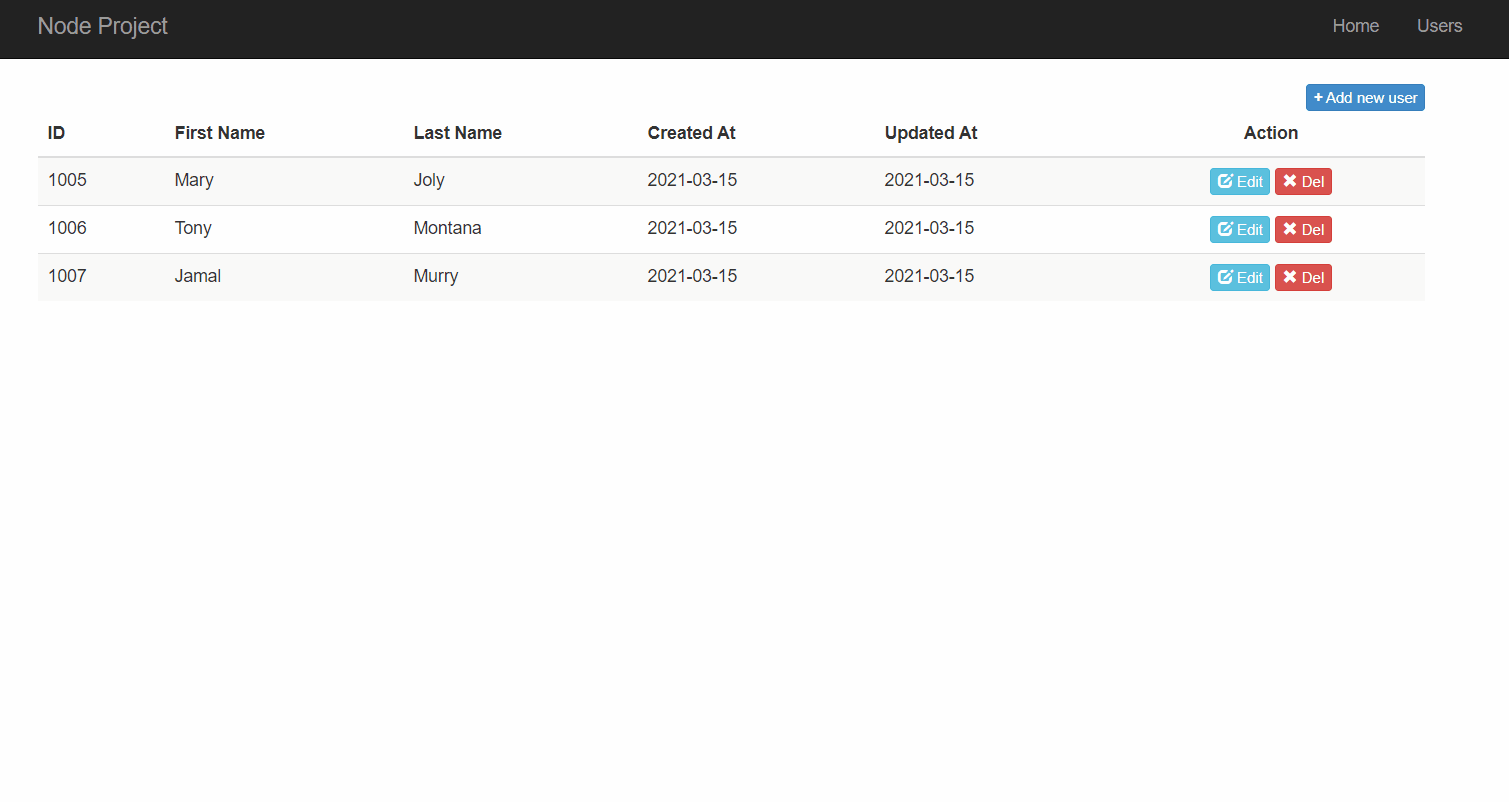 Node Project Home Users
+ Add new user
ID First Name Last Name Created At Updated At Action
1005 Mary Joly 2021-03-15 2021-03-15 Edit Del
1006 Tony Montana 2021-03-15 2021-03-15 Edit Del
1007 Jamal Murry 2021-03-15 2021-03-15 Edit Del